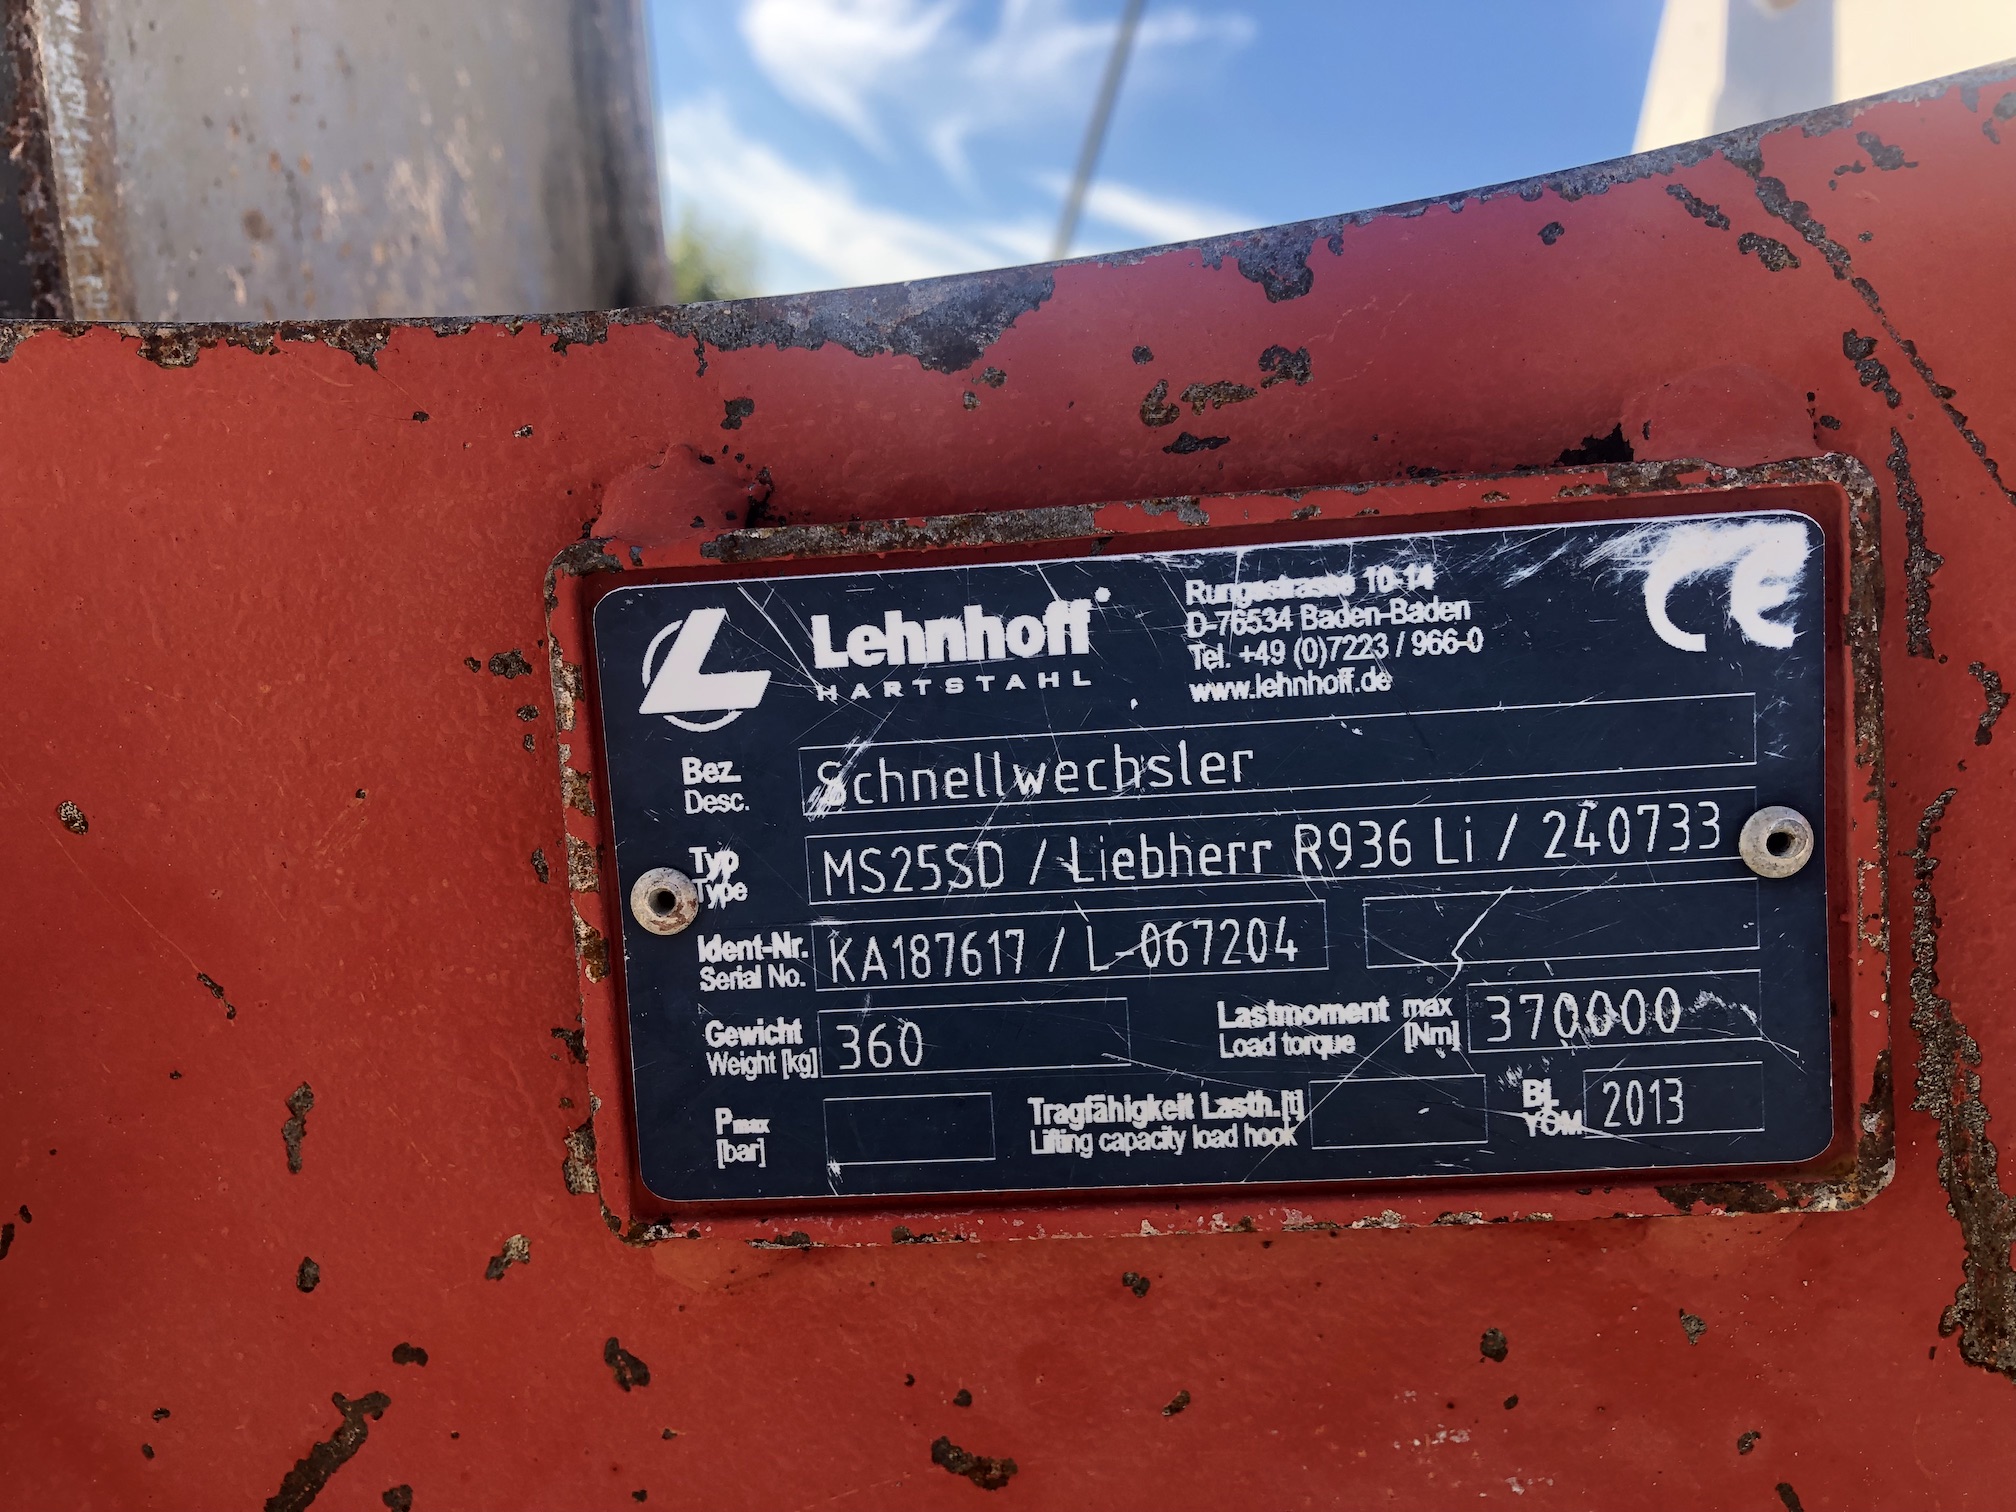 Lehnhoff
HARTSTAHL
Rungestrasse 10-14
D-76534 Baden-Baden
Tel. +49 (0)7223 / 966-0
www.lehnhoff.de
CE
Bez.
Desc.
Schnellwechsler
Typ
Type
MS25SD / Liebherr R936 Li / 240733
Ident-Nr.
Serial No.
KA187617 / L-067204
Gewicht
Weight [kg]
360
Lastmoment max
Load torque [Nm]
370000
Pmax
[bar]
Tragfähigkeit Lasth. [t]
Lifting capacity load hook
BJ.
YOM
2013